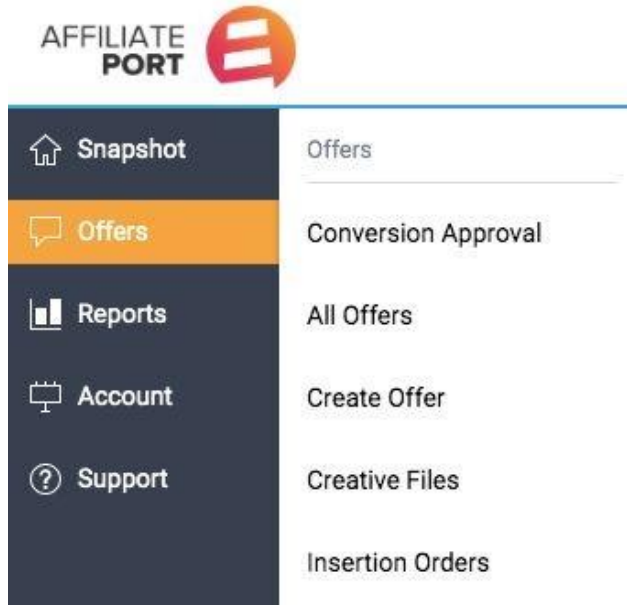 AFFILIATE
PORT
Snapshot
Offers
Reports
Account
Support
Offers
Conversion Approval
All Offers
Create Offer
Creative Files
Insertion Orders